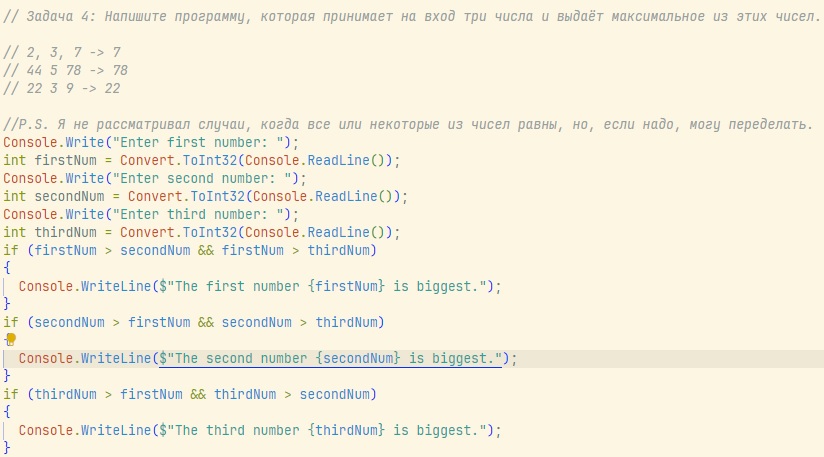 // Задача 4: Напишите программу, которая принимает на вход три числа и выдаёт максимальное из этих чисел.
// 2, 3, 7 -> 7
// 44 5 78 -> 78
// 22 3 9 -> 22
//P.S. Я не рассматривал случаи, когда все или некоторые из чисел равны, но, если надо, могу переделать.
Console.Write("Enter first number: ");
int firstNum = Convert.ToInt32(Console.ReadLine());
Console.Write("Enter second number: ");
int secondNum = Convert.ToInt32(Console.ReadLine());
Console.Write("Enter third number: ");
int thirdNum = Convert.ToInt32(Console.ReadLine());
if (firstNum > secondNum && firstNum > thirdNum)
{
Console.WriteLine($"The first number {firstNum} is biggest.");
}
if (secondNum > firstNum && secondNum > thirdNum)
{
Console.WriteLine($"The second number {secondNum} is biggest.");
}
if (thirdNum > firstNum && thirdNum > secondNum)
{
Console.WriteLine($"The third number {thirdNum} is biggest.");
}